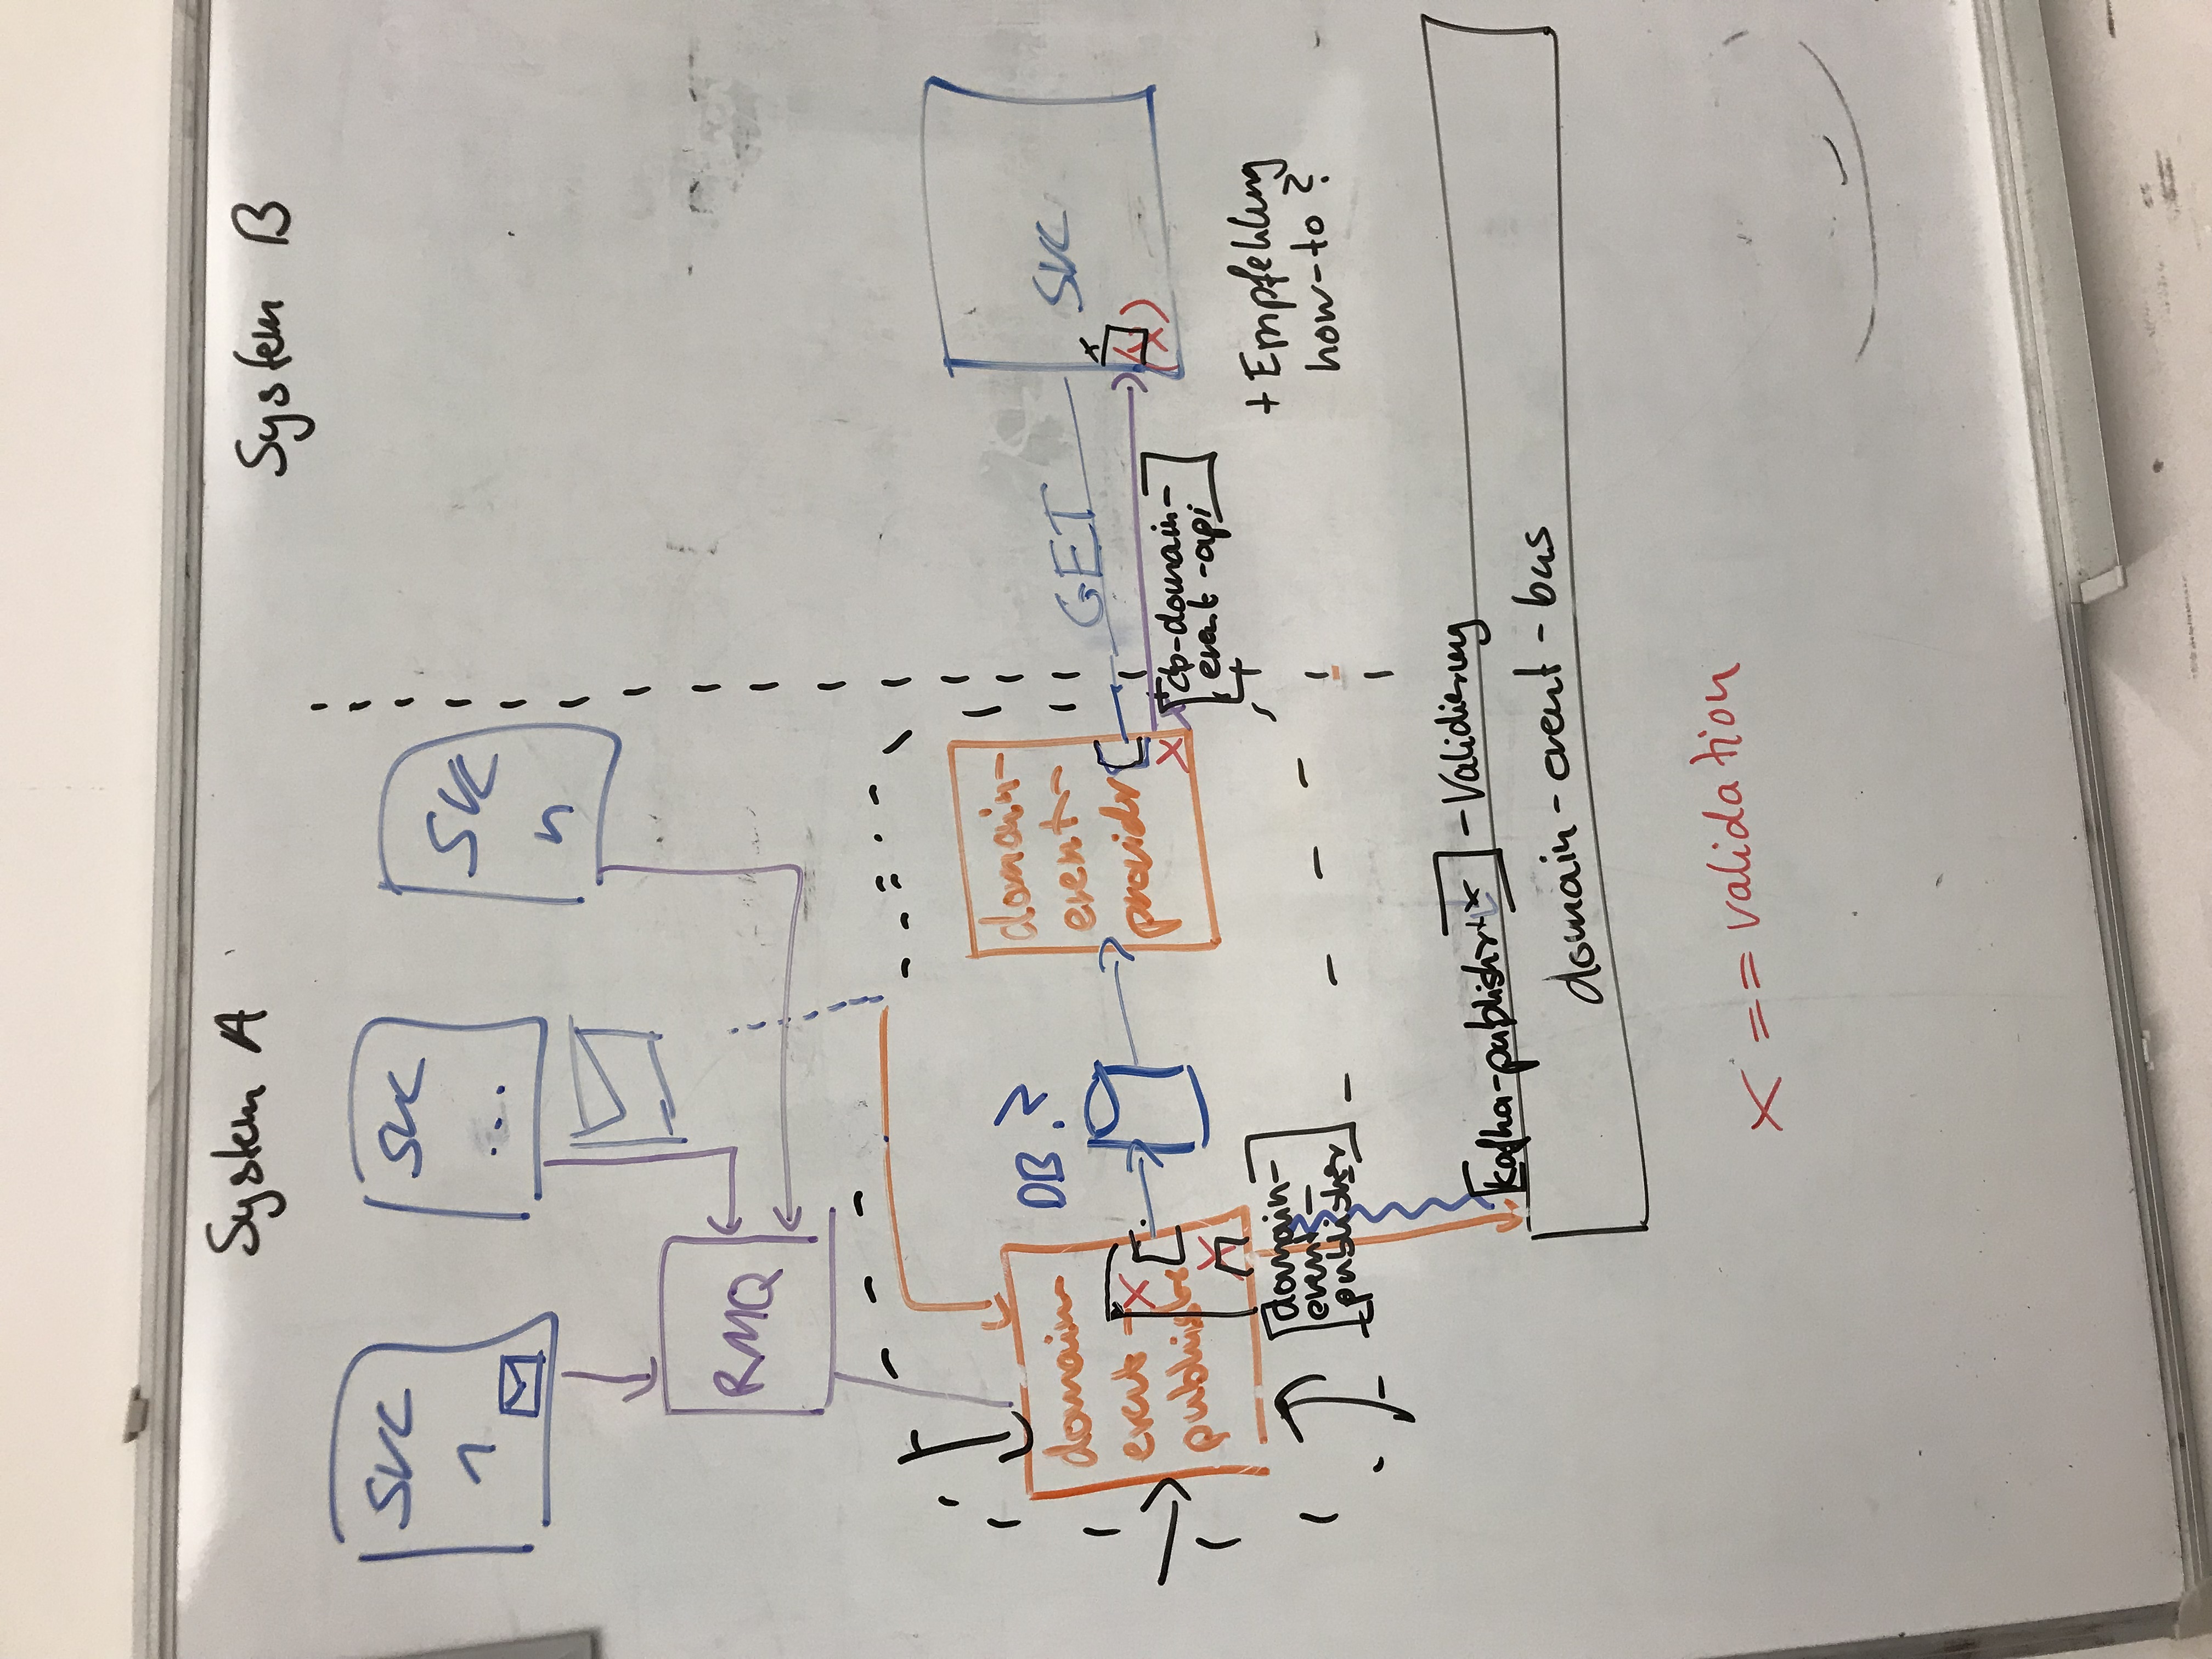 System A
System B
SVC
1
SVC
...
SVC
n
RMQ
DB?
domain-
event-
publisher
domain-
event-
provider
GET
SVC
cb-domain-
event-api
domain-
event-
publisher
+ Empfehlung
how-to?
kafka-publisher
- Validierung
domain-event-bus
X == validation